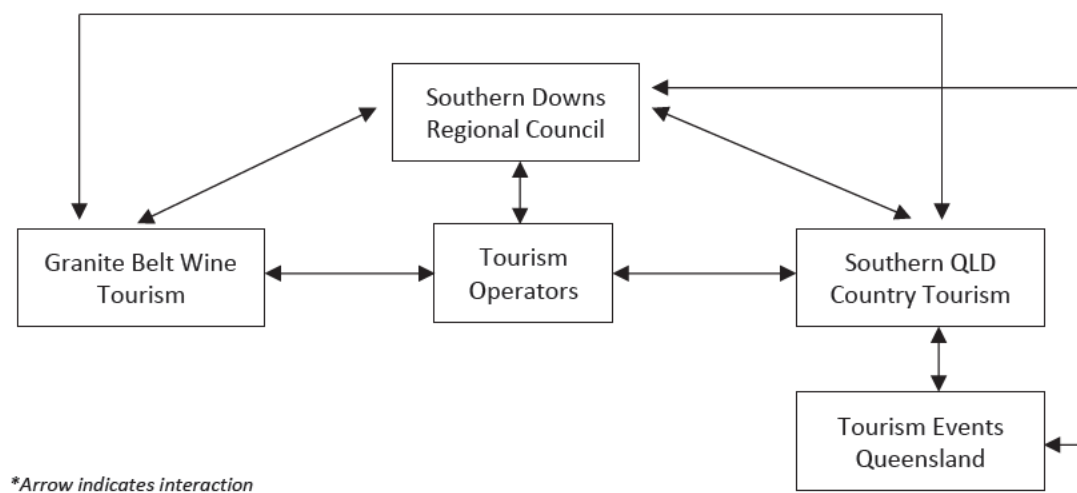 Southern Downs
Regional Council
Granite Belt Wine
Tourism
Tourism
Operators
Southern QLD
Country Tourism
Tourism Events
Queensland
*Arrow indicates interaction